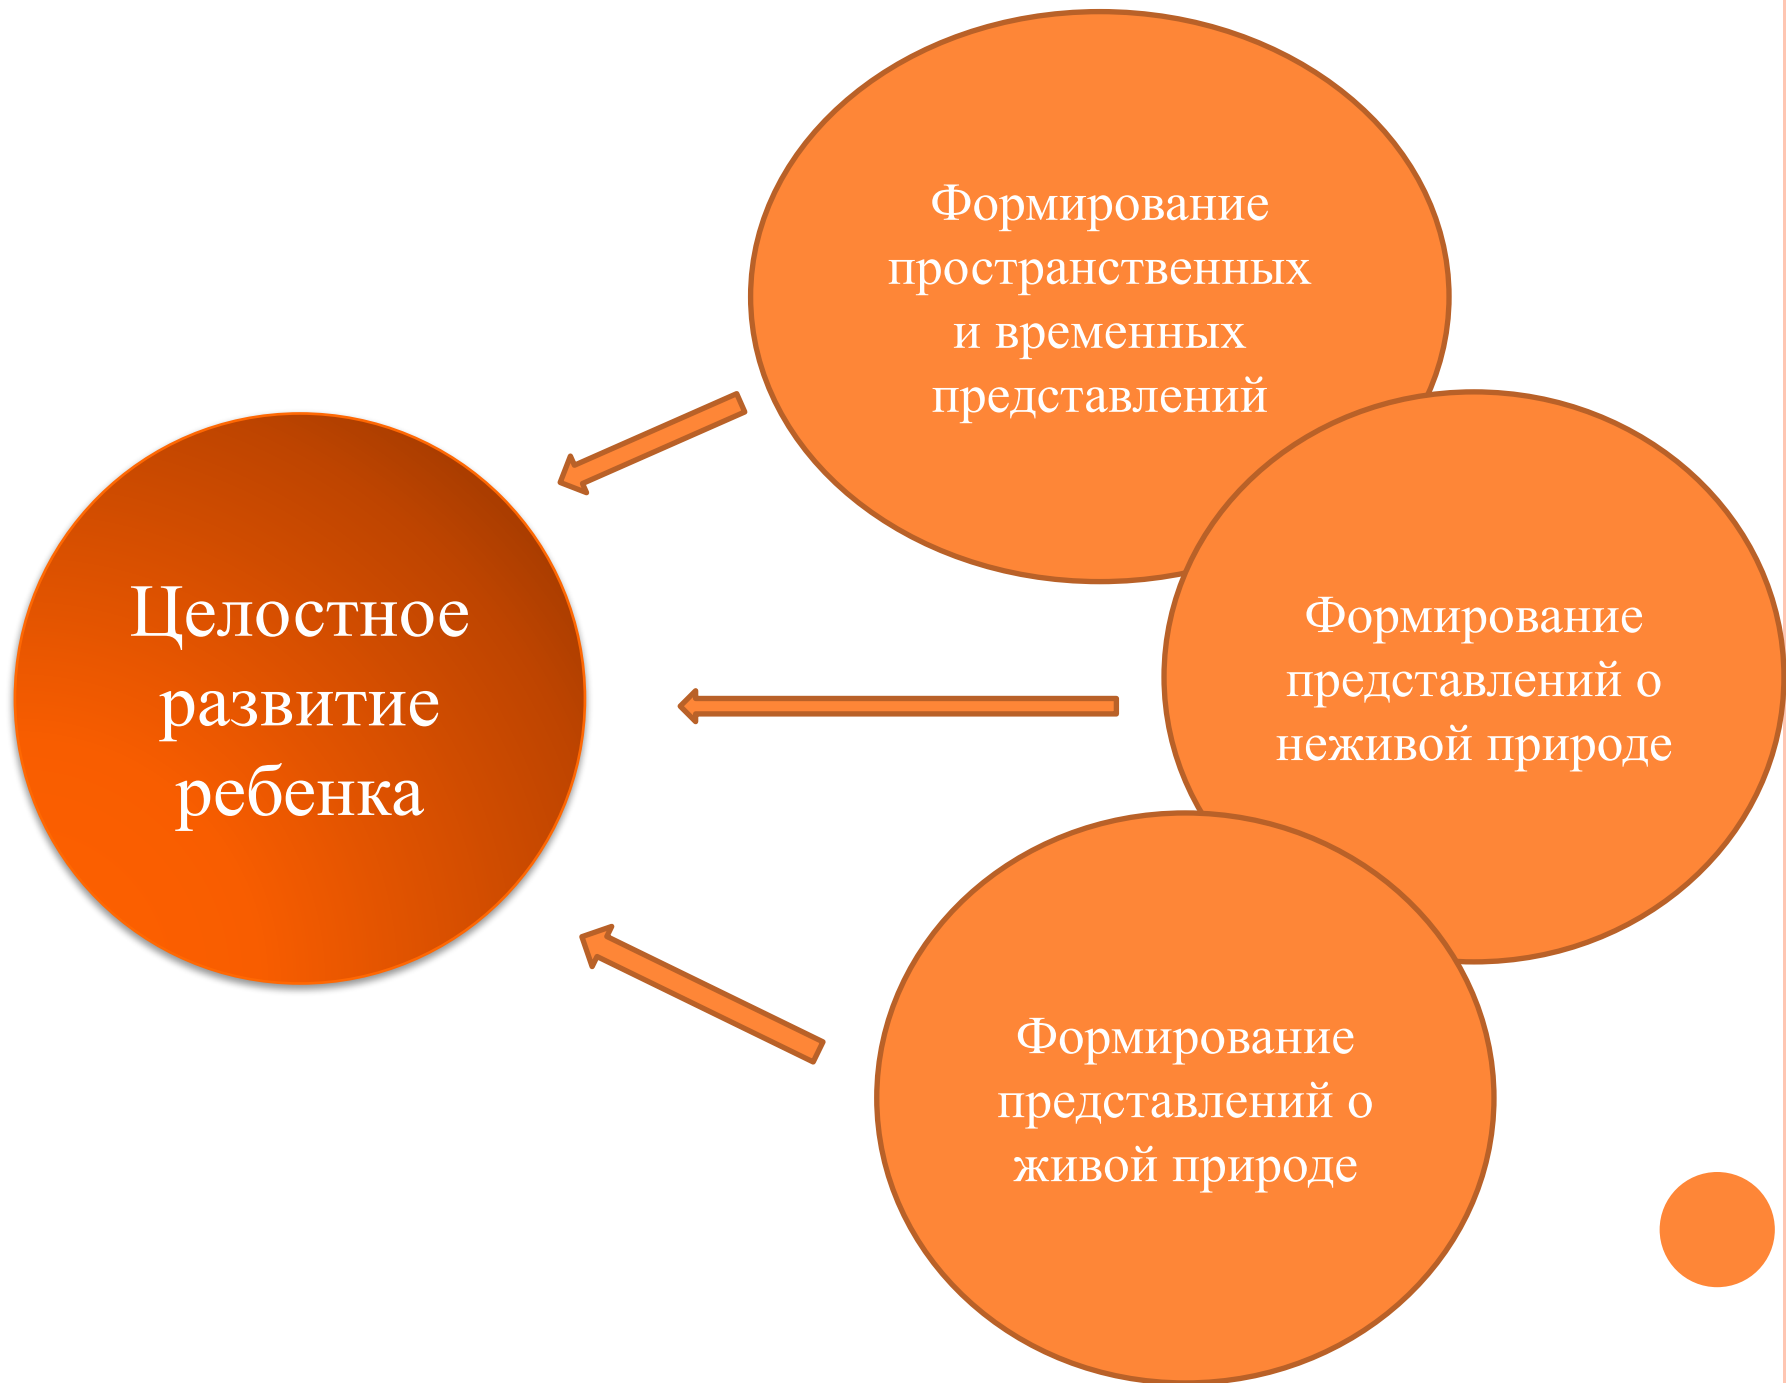 Формирование
пространственных
и временных
представлений
Целостное
развитие
ребенка
Формирование
представлений о
неживой природе
Формирование
представлений о
живой природе